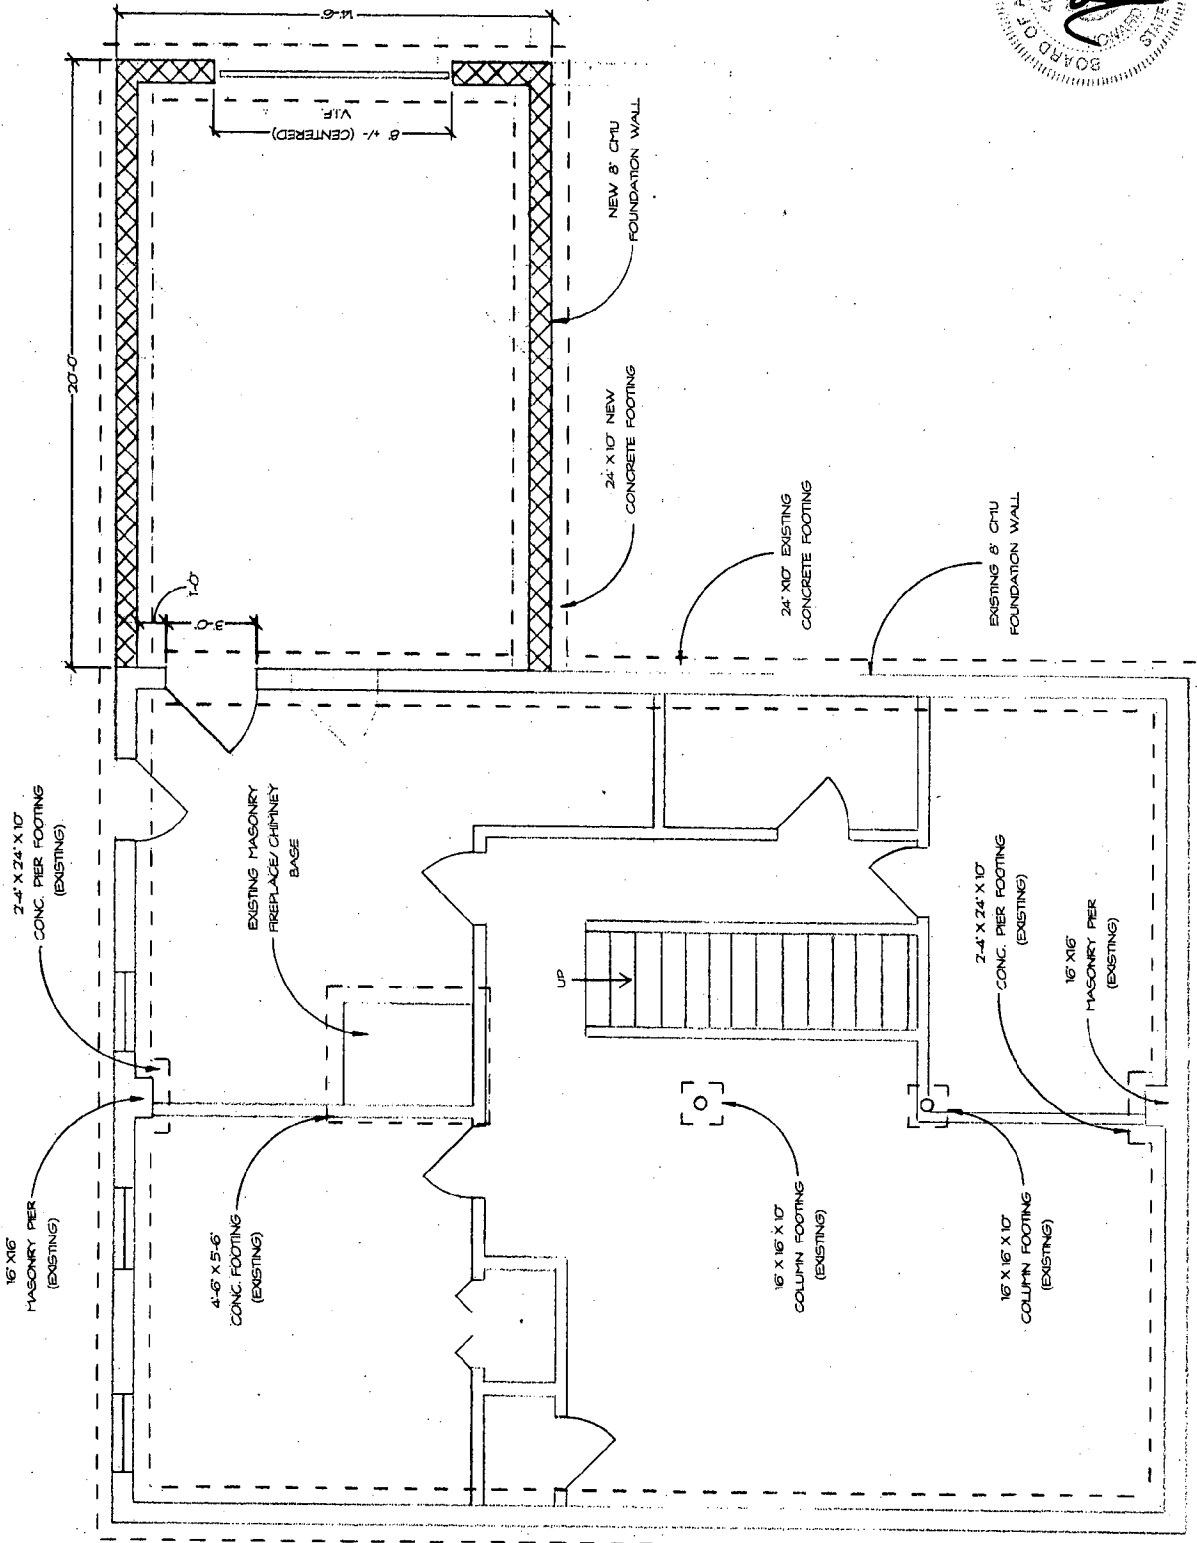 14'-6"
20'-0"
8' +/- (CENTERED)
V.I.F.
NEW 8" CMU
FOUNDATION WALL
24" X 10" NEW
CONCRETE FOOTING
24" X10" EXISTING
CONCRETE FOOTING
EXISTING 8" CMU
FOUNDATION WALL
1'-0"
3'-0"
2'-4" X 24" X 10"
CONC. PIER FOOTING
(EXISTING)
EXISTING MASONRY
FIREPLACE/ CHIMNEY
BASE
UP
2'-4" X 24" X 10"
CONC. PIER FOOTING
(EXISTING)
16" X16"
MASONRY PIER
(EXISTING)
16" X16"
MASONRY PIER
(EXISTING)
4'-6" X 5'-6"
CONC. FOOTING
(EXISTING)
16" X 16" X 10"
COLUMN FOOTING
(EXISTING)
16" X 16" X 10"
COLUMN FOOTING
(EXISTING)
BOARD OF
STATE